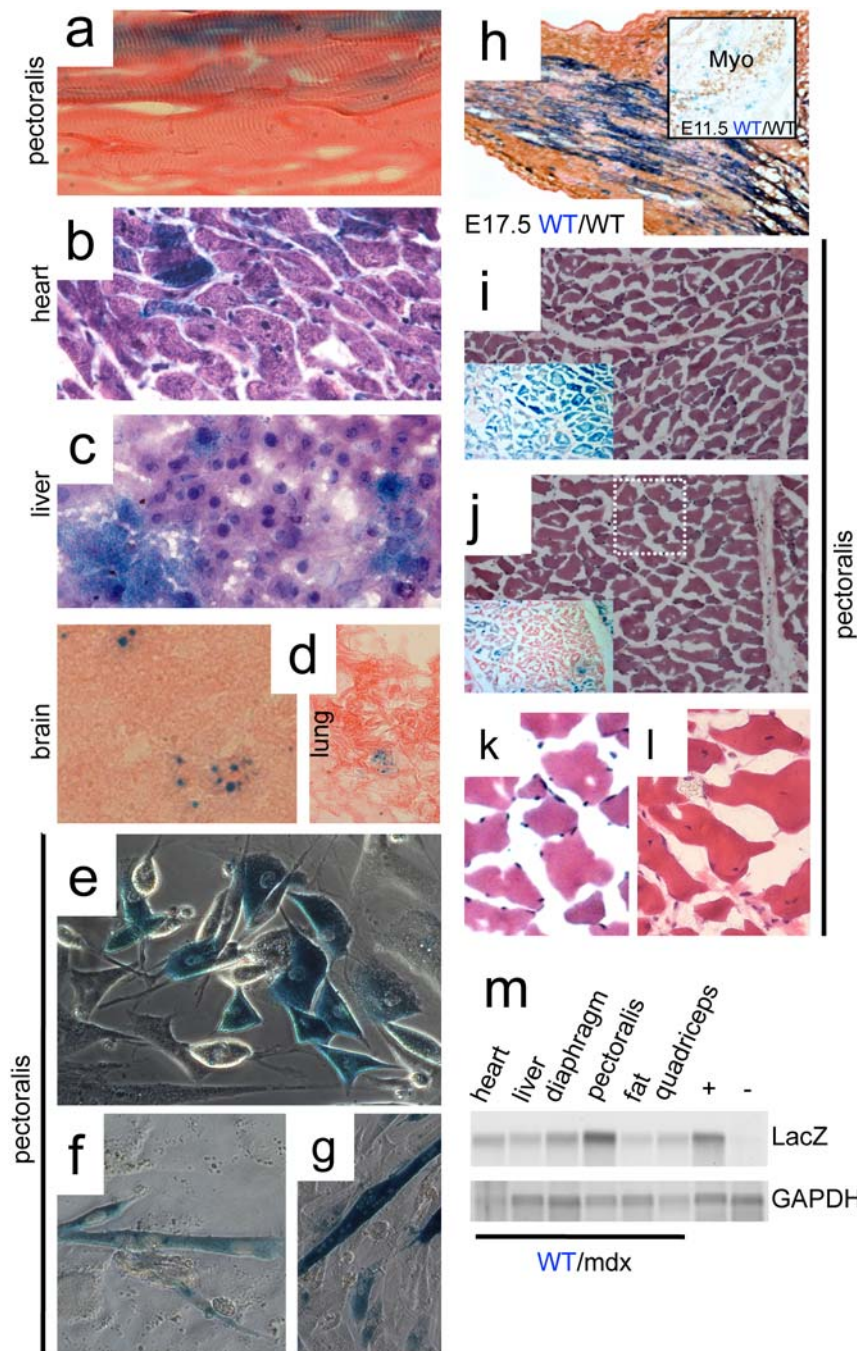 a
pectoralis
b
heart
c
liver
brain
d
lung
e
pectoralis
f
g
h
Myo
E11.5 WT/WT
E17.5 WT/WT
i
j
pectoralis
k
l
m
heart
liver
diaphragm
pectoralis
fat
quadriceps
+
-
LacZ
GAPDH
WT/mdx